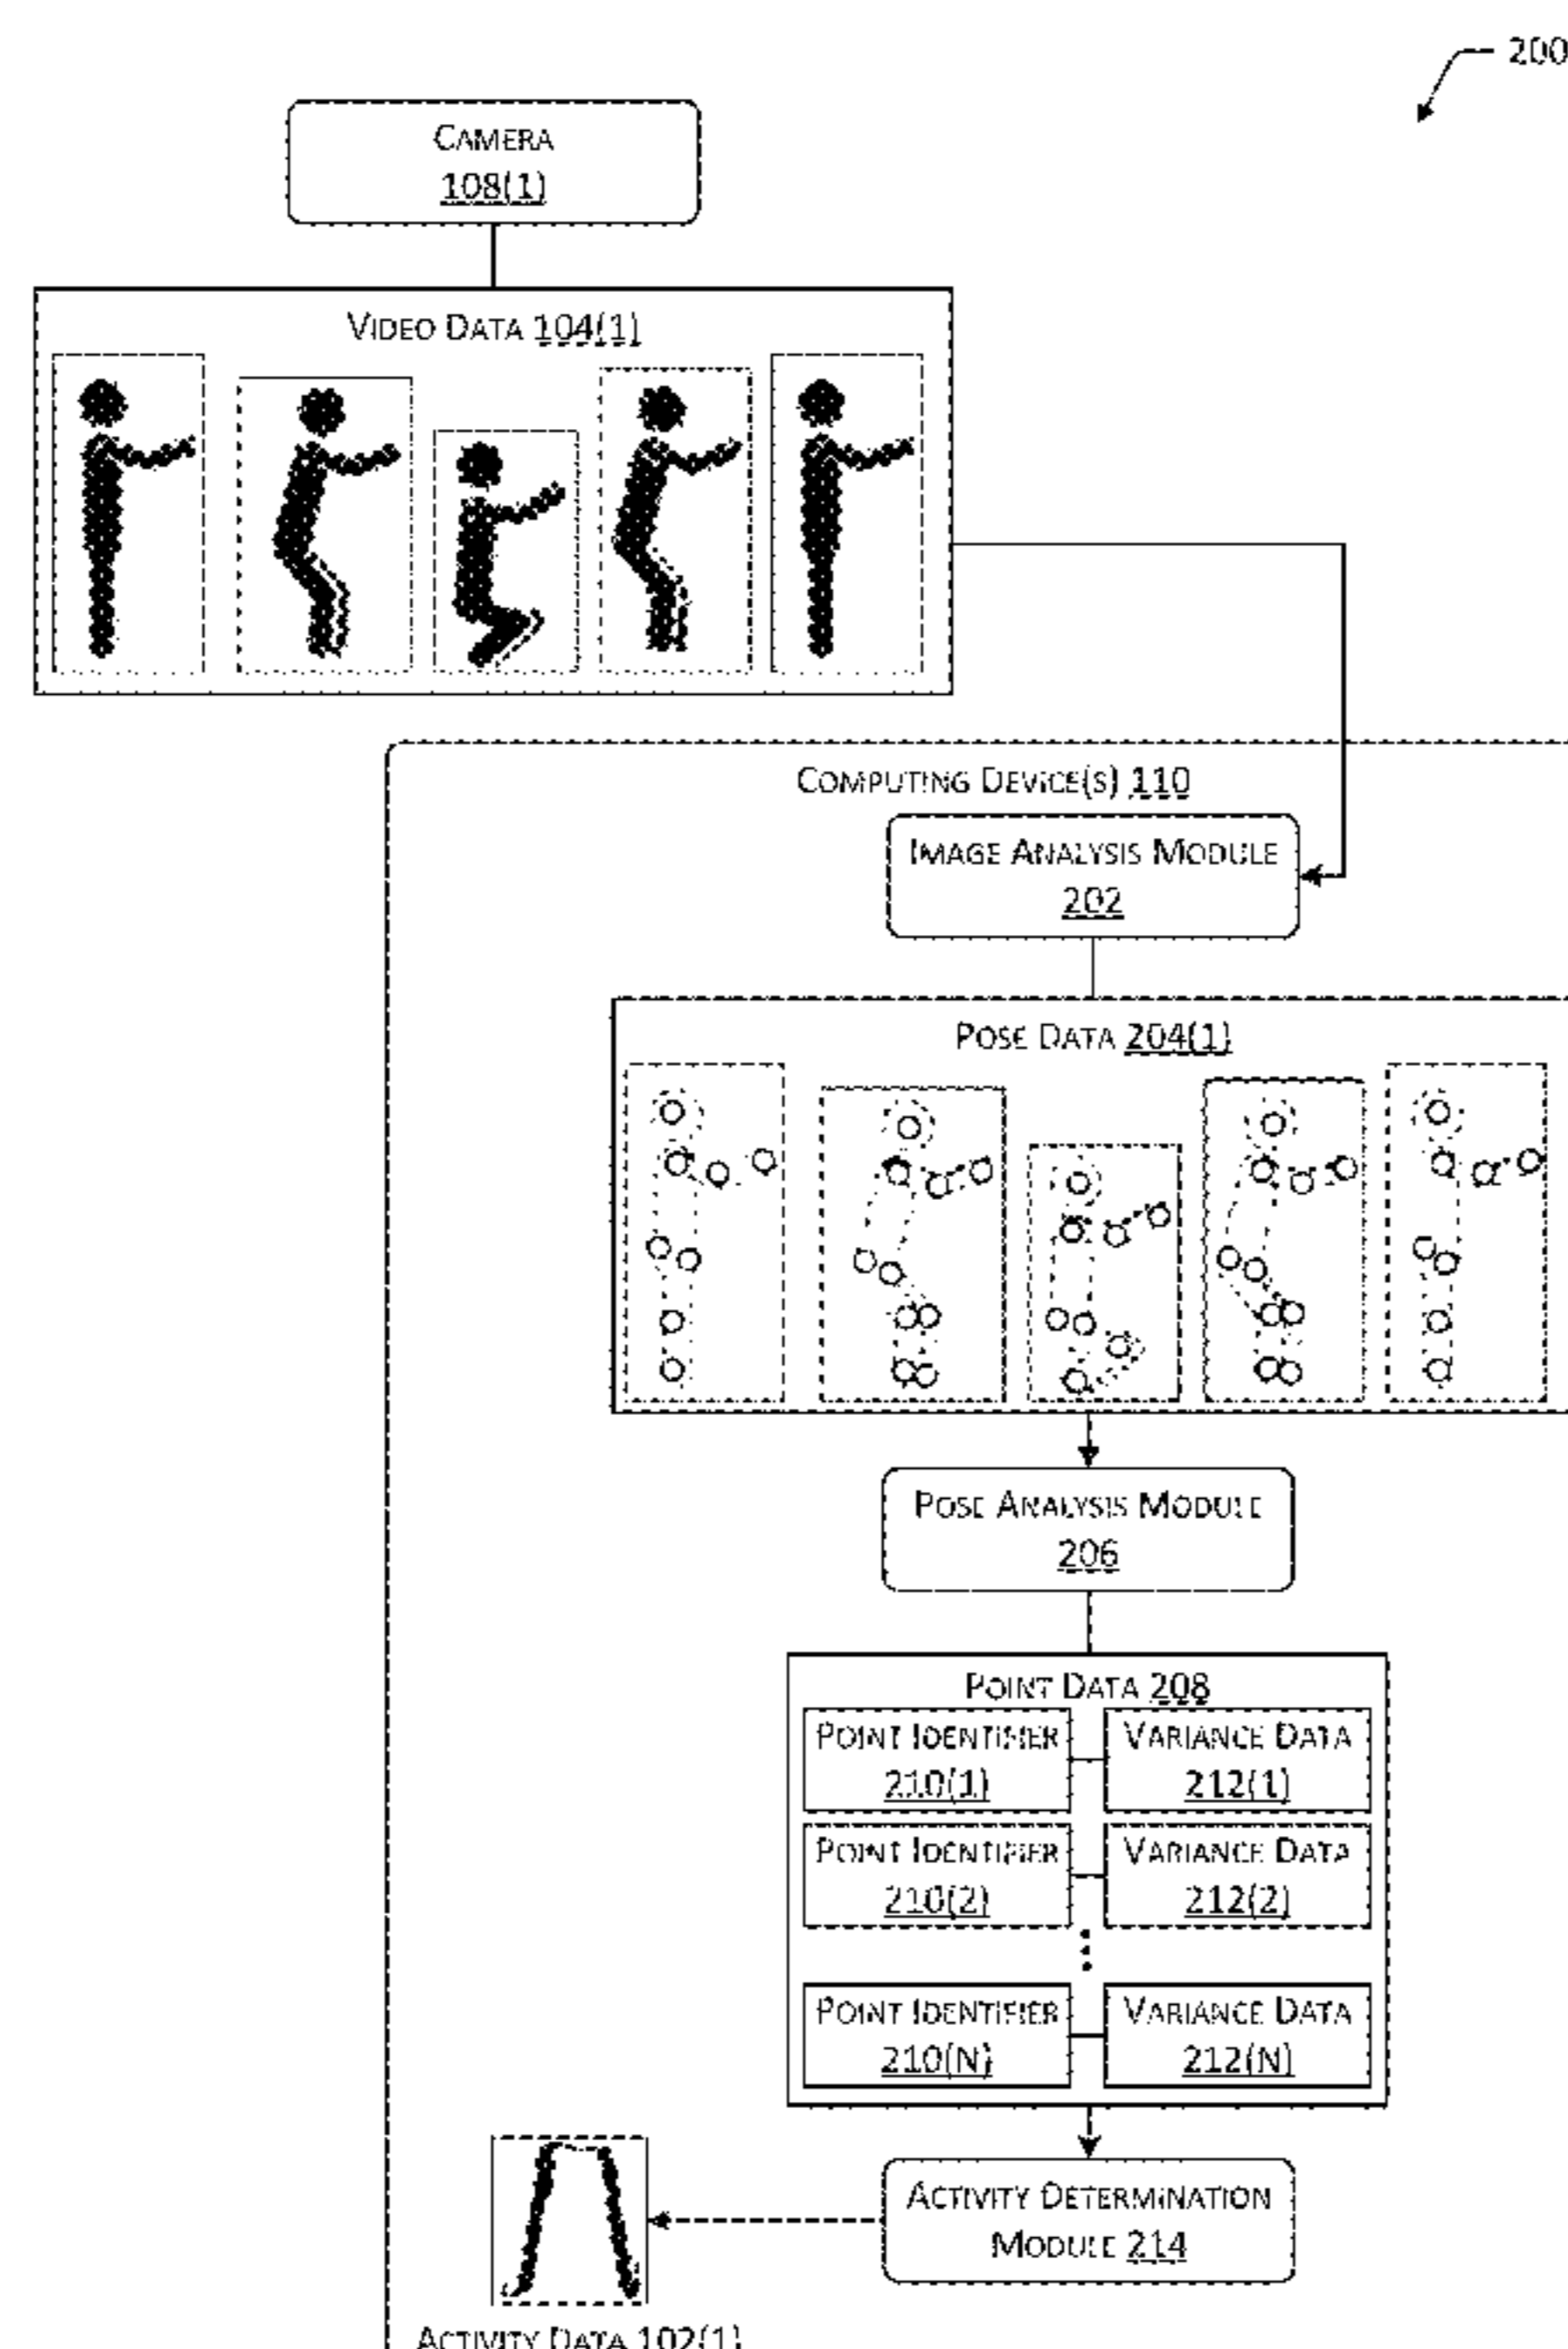 200
CAMERA
108(1)
VIDEO DATA 104(1)
COMPUTING DEVICE(S) 110
IMAGE ANALYSIS MODULE
202
POSE DATA 204(1)
POSE ANALYSIS MODULE
206
POINT DATA 208
POINT IDENTIFIER
210(1)
VARIANCE DATA
212(1)
POINT IDENTIFIER
210(2)
VARIANCE DATA
212(2)
POINT IDENTIFIER
210(N)
VARIANCE DATA
212(N)
ACTIVITY DETERMINATION
MODULE 214
ACTIVITY DATA 102(1)